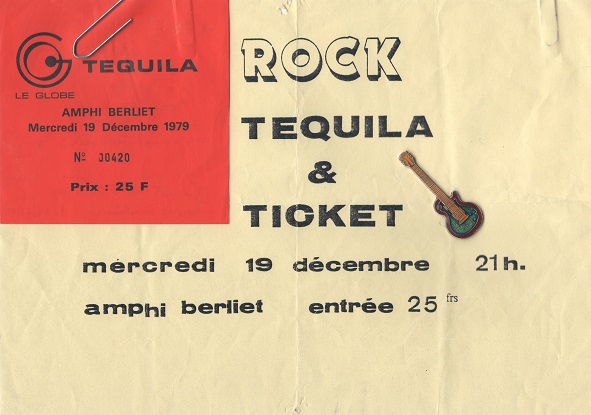 TEQUILA
LE GLOBE
AMPHI BERLIET
Mercredi 19 Décembre 1979
Nº 00420
Prix : 25 F
ROCK
TEQUILA
&
TICKET
mercredi 19 décembre 21h.
amphi berliet entrée 25 frs